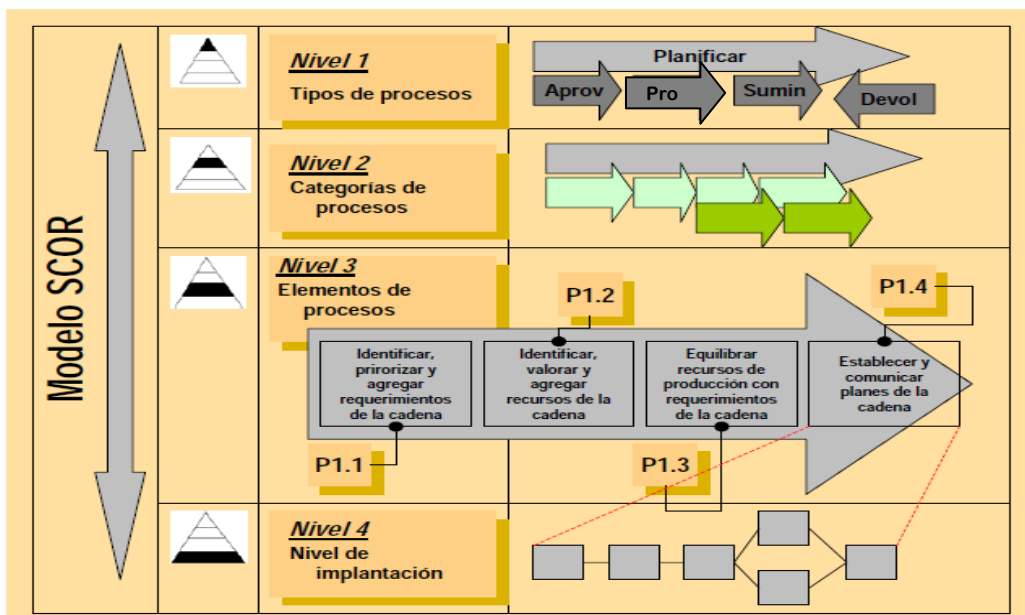 Modelo SCOR
Nivel 1
Tipos de procesos
Planificar
Aprov
Pro
Sumin
Devol
Nivel 2
Categorías de
procesos
Nivel 3
Elementos de
procesos
P1.2
P1.4
Identificar,
prirorizar y
agregar
requerimientos
de la cadena
Identificar,
valorar y
agregar
recursos de la
cadena
Equilibrar
recursos de
producción con
requerimientos
de la cadena
Establecer y
comunicar
planes de la
cadena
P1.1
P1.3
Nivel 4
Nivel de
implantación